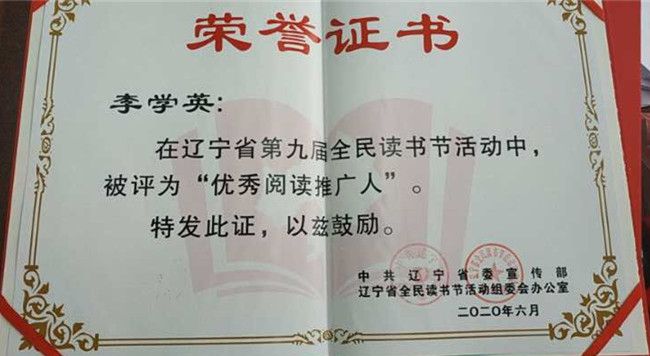 荣誉证书
李学英:
在辽宁省第九届全民读书节活动中,
被评为“优秀阅读推广人”。
特发此证,以兹鼓励。
中共辽宁省委宣传部
辽宁省全民读书节活动组委会办公室
二〇二〇年六月